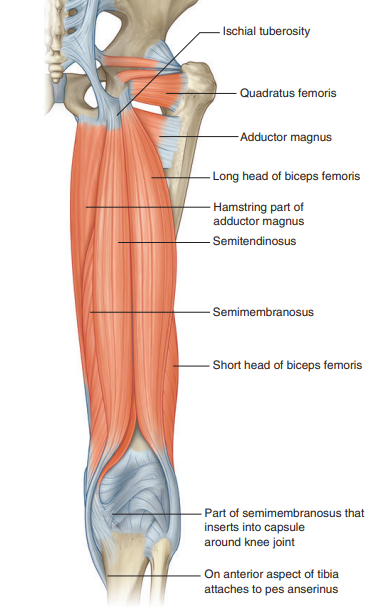 Ischial tuberosity
Quadratus femoris
Adductor magnus
Long head of biceps femoris
Hamstring part of
adductor magnus
Semitendinosus
Semimembranosus
Short head of biceps femoris
Part of semimembranosus that
inserts into capsule
around knee joint
On anterior aspect of tibia
attaches to pes anserinus